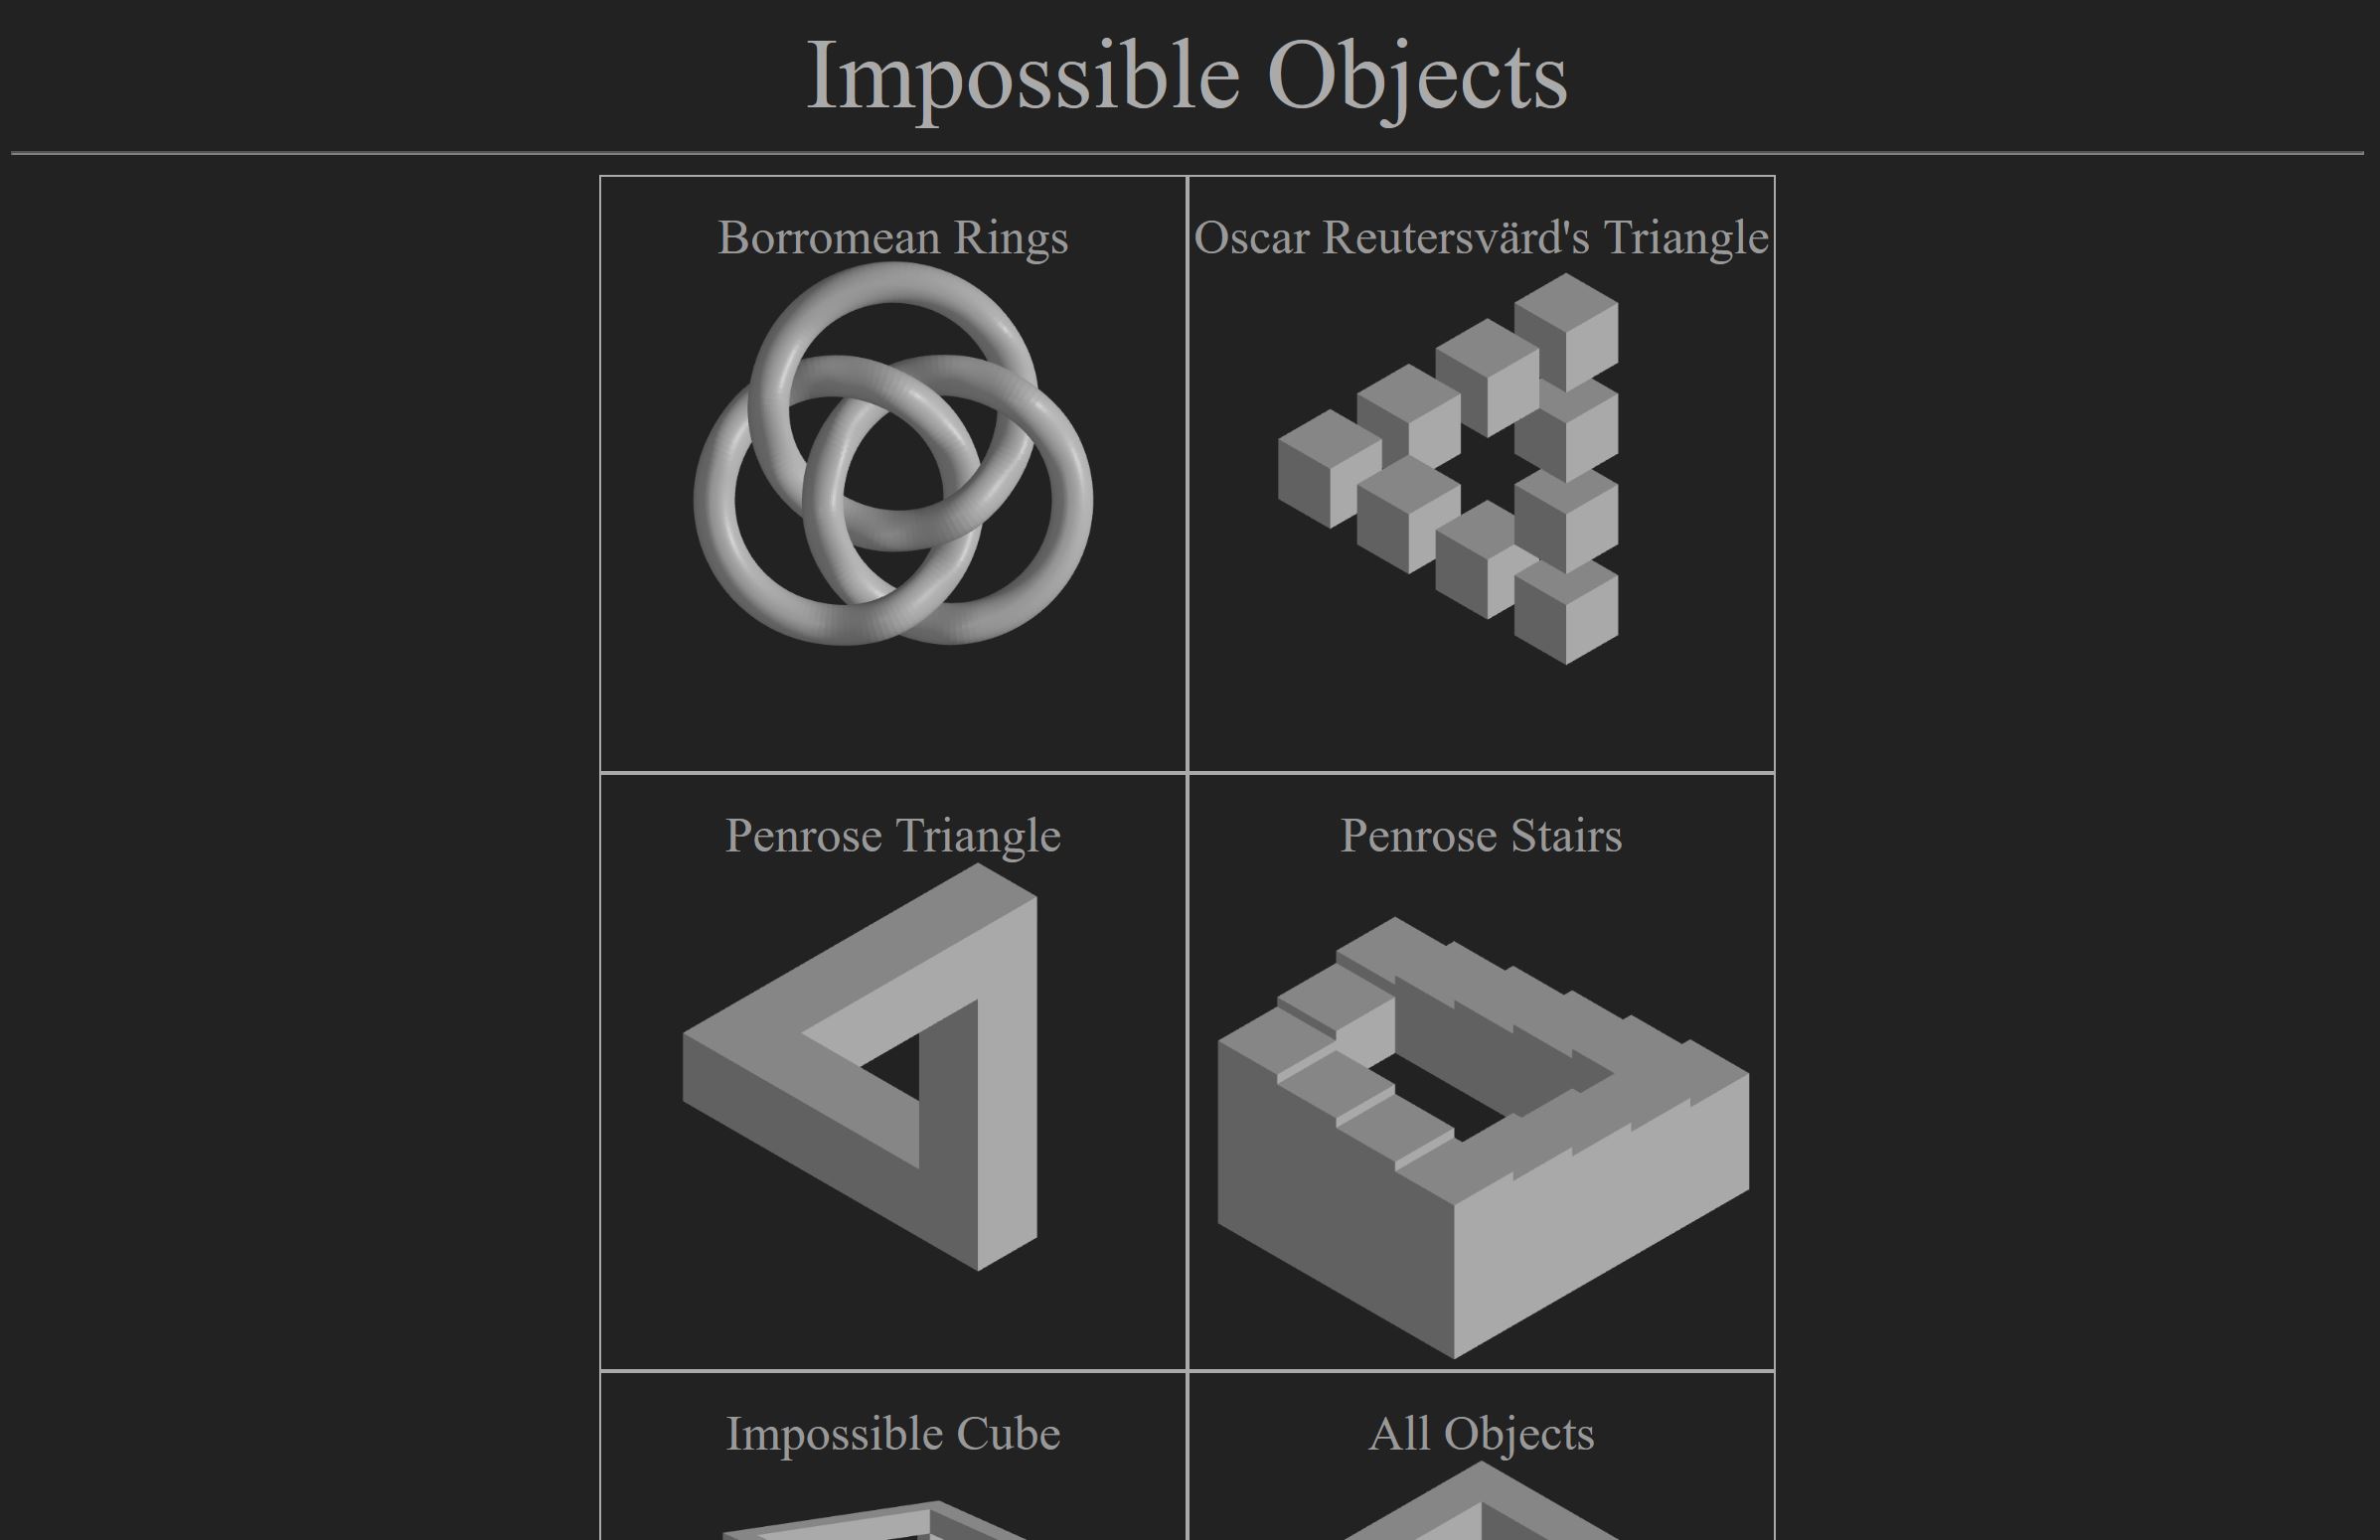 Impossible Objects
Borromean Rings
Oscar Reutersvärd's Triangle
Penrose Triangle
Penrose Stairs
Impossible Cube
All Objects